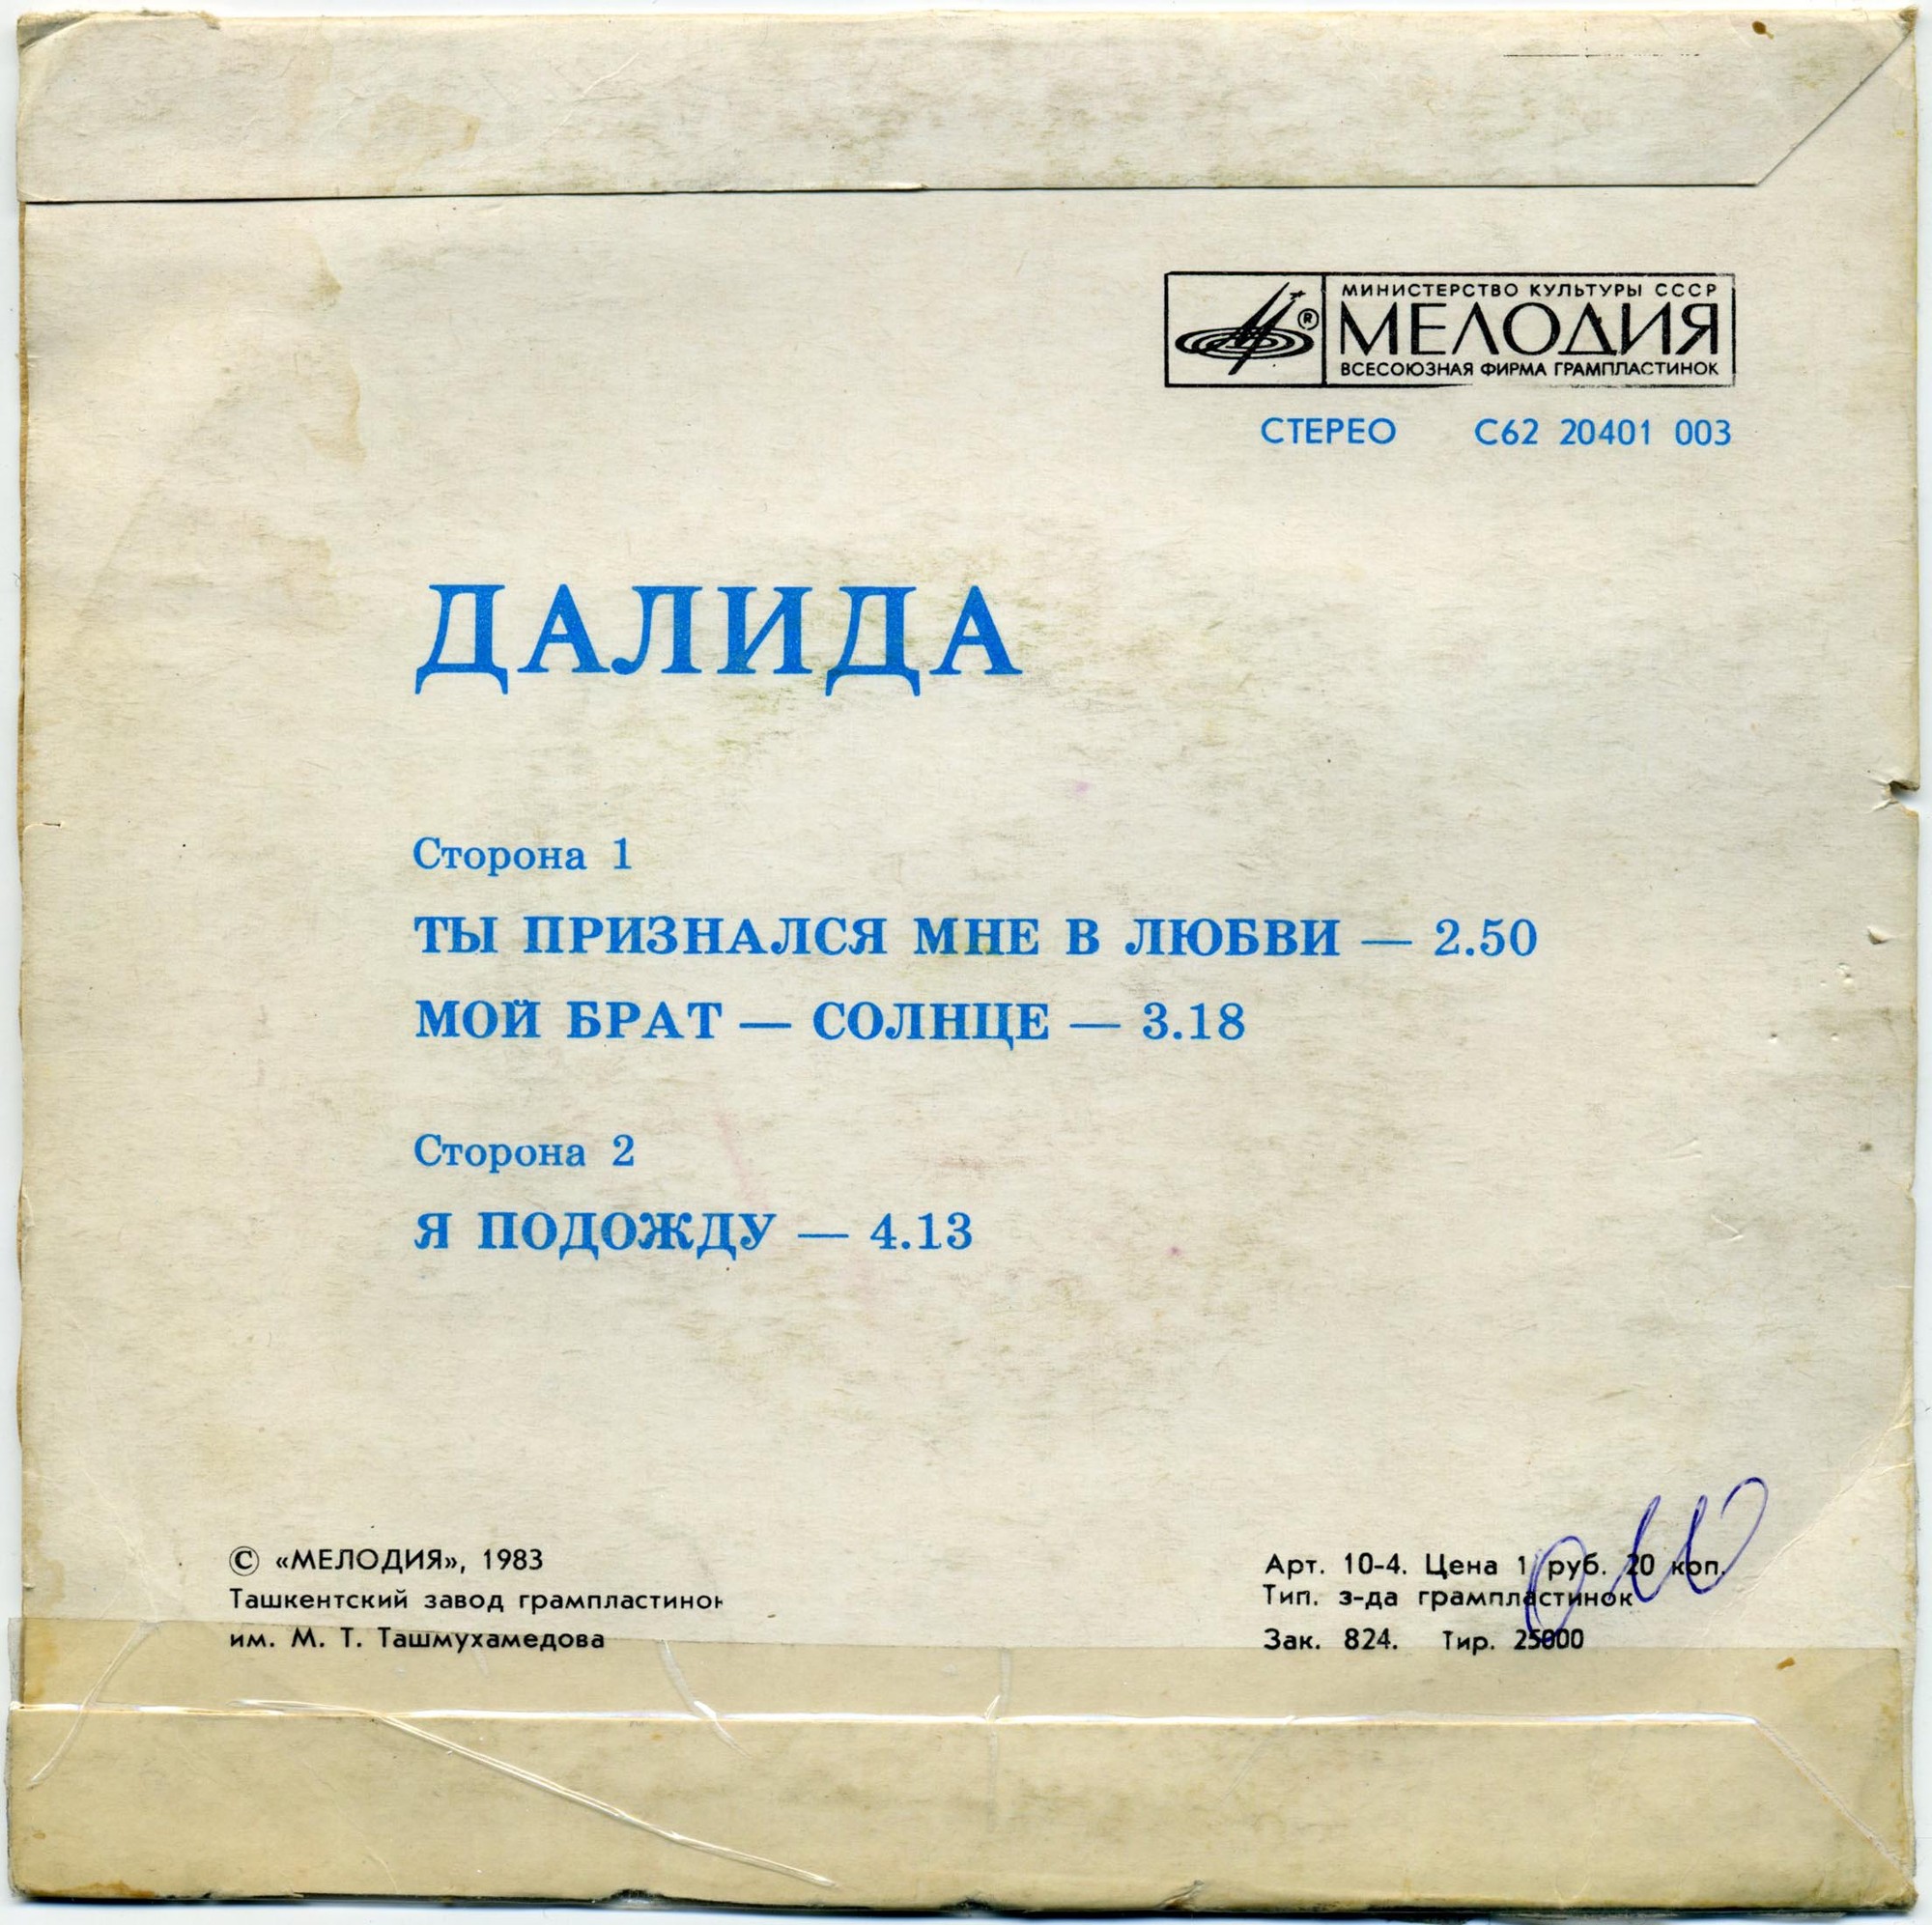 МИНИСТЕРСТВО КУЛЬТУРЫ СССР
МЕЛОДИЯ
®
ВСЕСОЮЗНАЯ ФИРМА ГРАМПЛАСТИНОК
СТЕРЕО С62 20401 003
ДАЛИДА
Сторона 1
ТЫ ПРИЗНАЛСЯ МНЕ В ЛЮБВИ — 2.50
МОЙ БРАТ — СОЛНЦЕ — 3.18
Сторона 2
Я ПОДОЖДУ — 4.13
© «МЕЛОДИЯ», 1983
Ташкентский завод грампластинок
им. М. Т. Ташмухамедова
Арт. 10-4. Цена 1 руб. 20 коп.
Тип. з-да грампластинок
Зак. 824. Тир. 25000